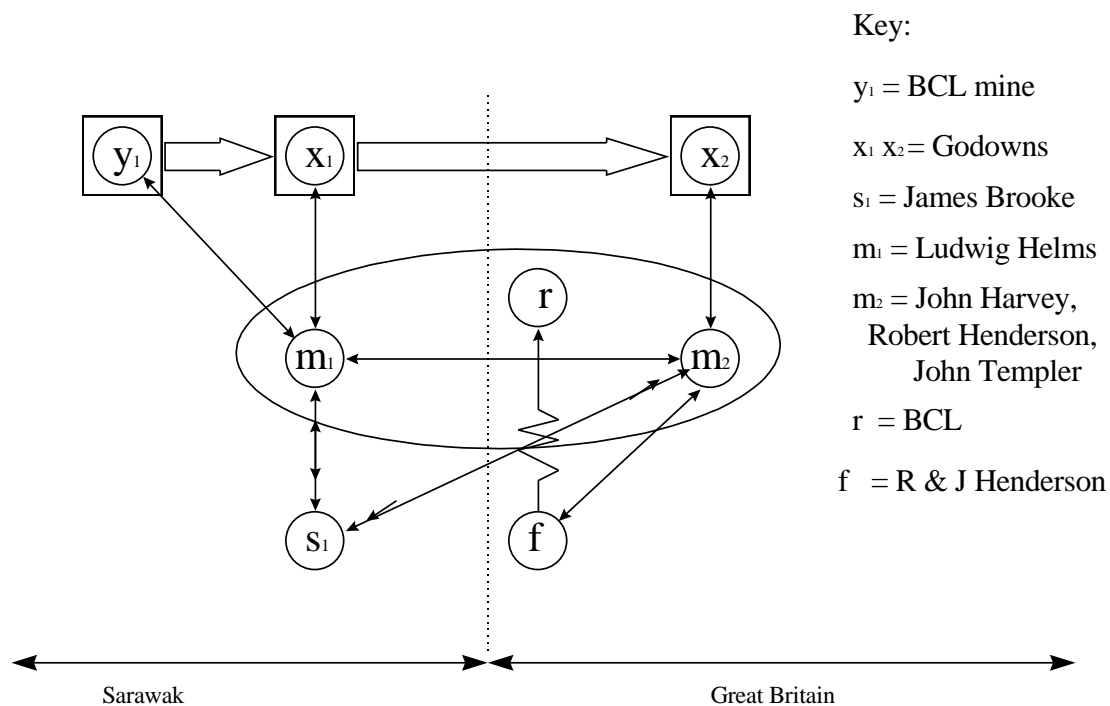 Key:
y₁ = BCL mine
x₁ x₂ = Godowns
s₁ = James Brooke
m₁ = Ludwig Helms
m₂ = John Harvey,
Robert Henderson,
John Templer
r = BCL
f = R & J Henderson
y₁
x₁
x₂
r
m₁
m₂
s₁
f
Sarawak
Great Britain